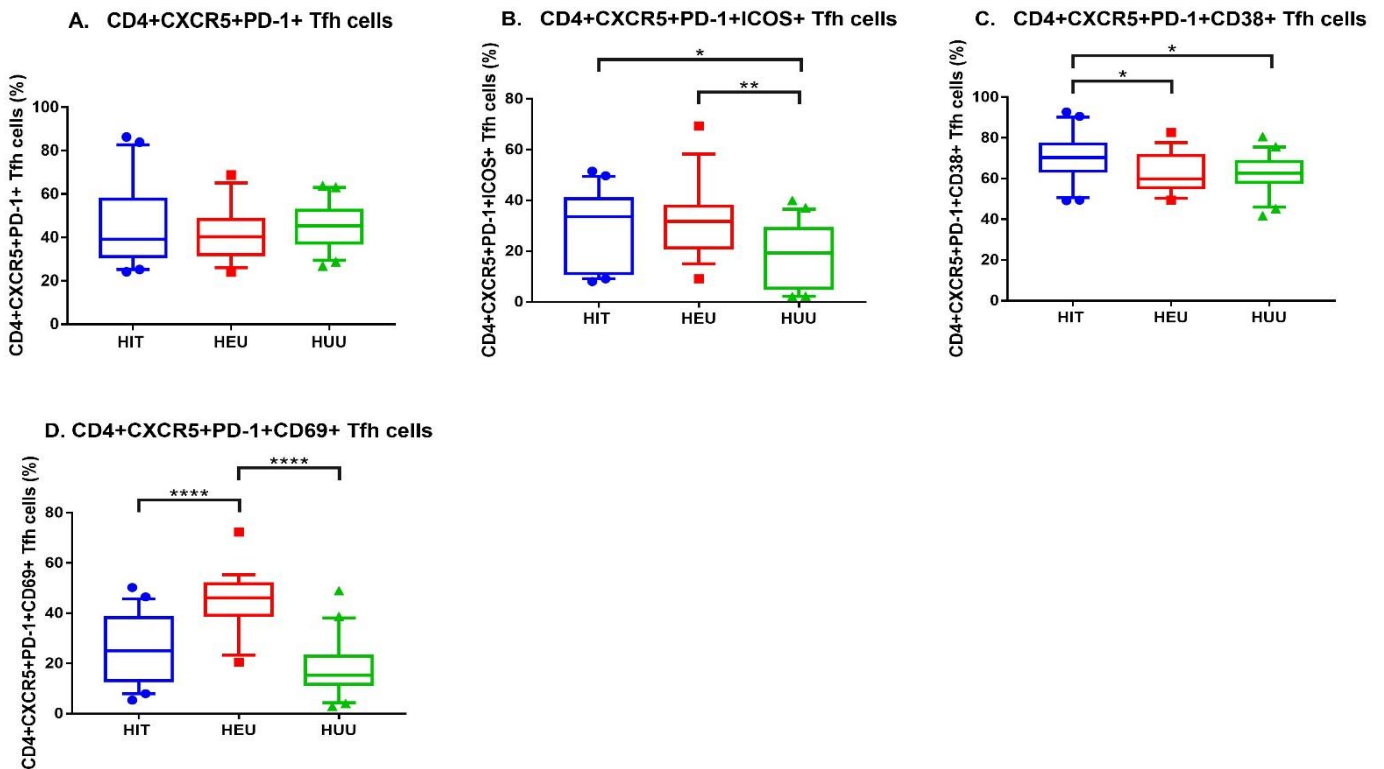 A. CD4+CXCR5+PD-1+ Tfh cells
CD4+CXCR5+PD-1+ Tfh cells (%)
100
80
60
40
20
0
HIT HEU HUU
B. CD4+CXCR5+PD-1+ICOS+ Tfh cells
CD4+CXCR5+PD-1+ICOS+ Tfh cells (%)
*
**
80
60
40
20
0
HIT HEU HUU
C. CD4+CXCR5+PD-1+CD38+ Tfh cells
CD4+CXCR5+PD-1+CD38+ Tfh cells (%)
*
*
100
80
60
40
20
0
HIT HEU HUU
D. CD4+CXCR5+PD-1+CD69+ Tfh cells
CD4+CXCR5+PD-1+CD69+ Tfh cells (%)
****
****
80
60
40
20
0
HIT HEU HUU